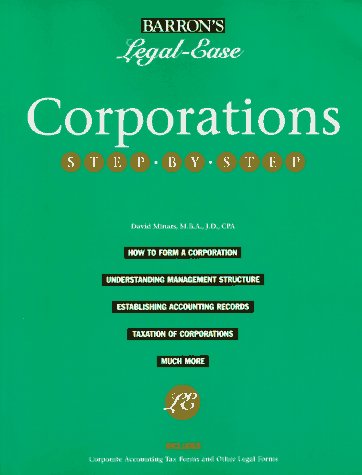 BARRON'S
Legal-Ease
Corporations
STEP·BY·STEP
David Minars, M.B.A., J.D., CPA
HOW TO FORM A CORPORATION
UNDERSTANDING MANAGEMENT STRUCTURE
ESTABLISHING ACCOUNTING RECORDS
TAXATION OF CORPORATIONS
MUCH MORE
LE
Corporate Accounting Tax Forms and Other Legal Forms